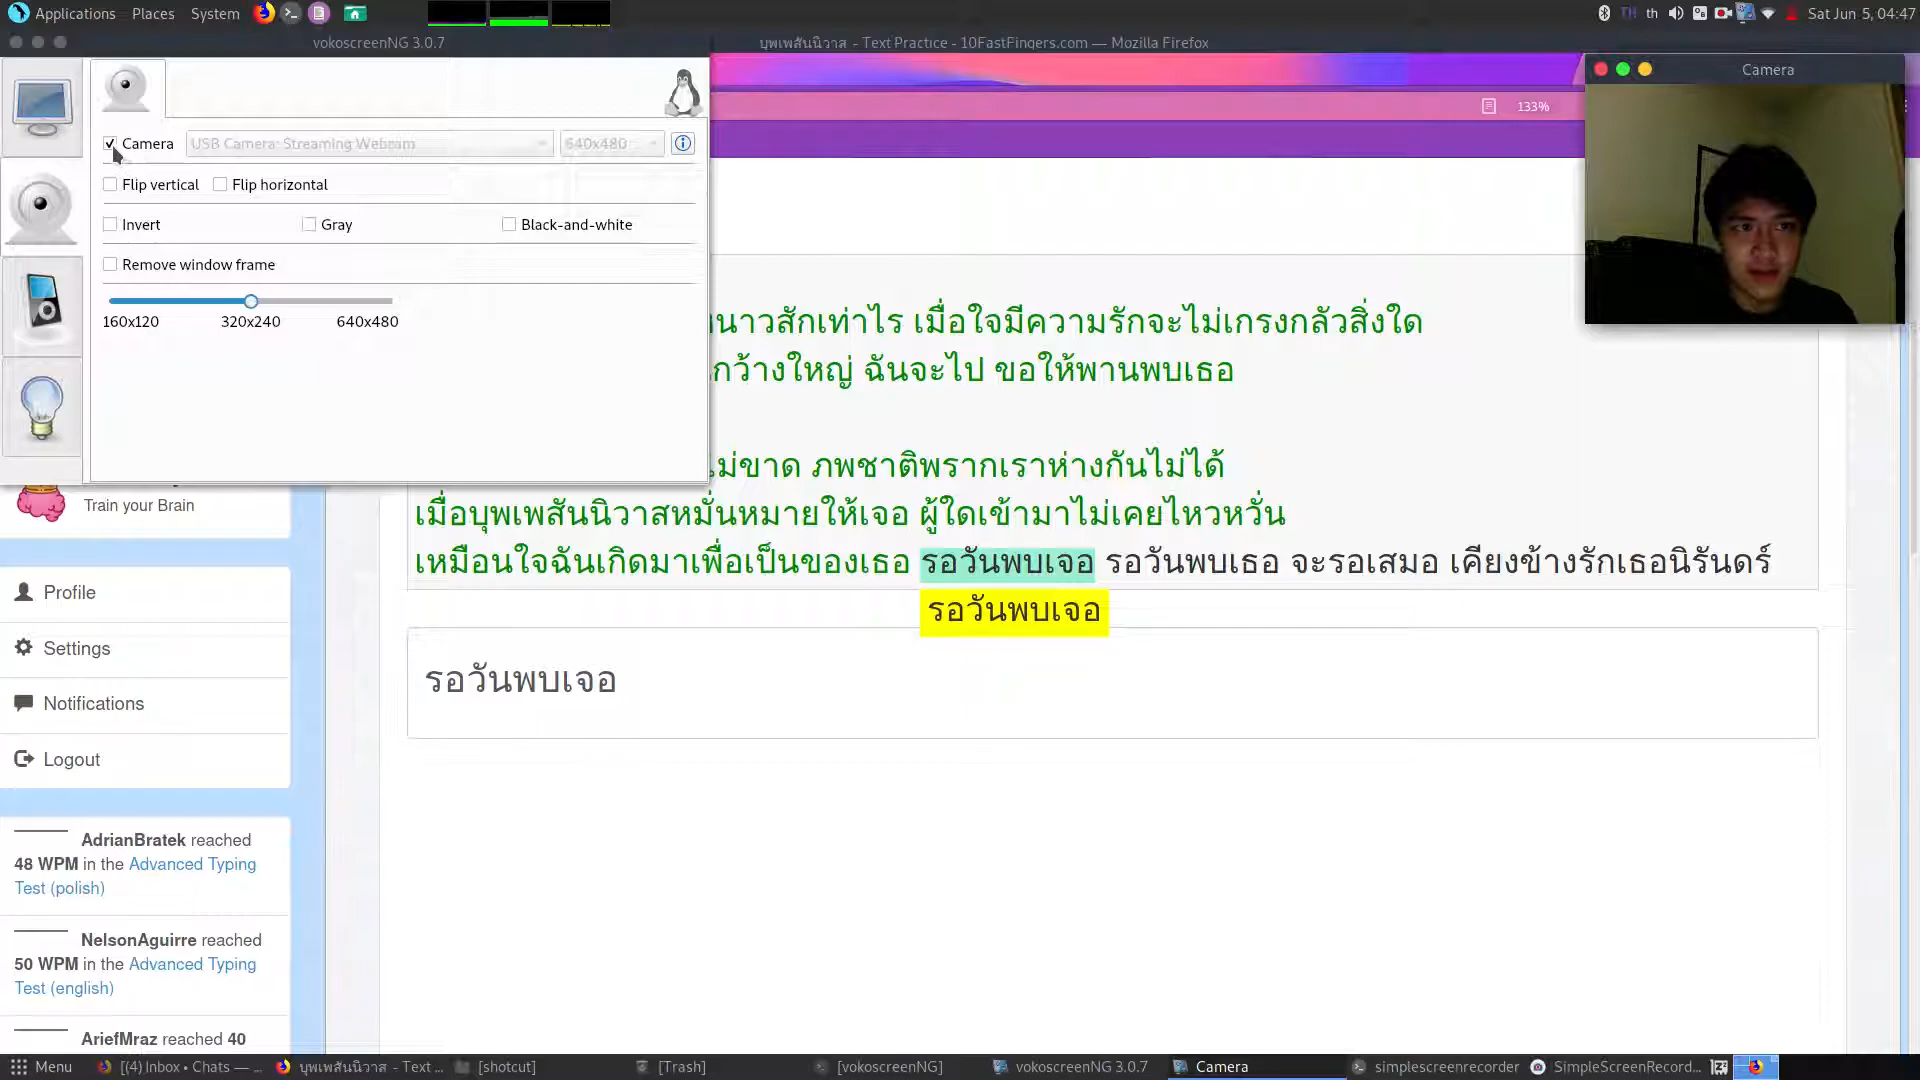 Applications Places System
th Sat Jun 5, 04:47
vokoscreenNG 3.0.7
บุพเพสันนิวาส - Text Practice - 10FastFingers.com — Mozilla Firefox
Camera
133%
Camera USB Camera: Streaming Webcam 640x480
Flip vertical Flip horizontal
Invert Gray Black-and-white
Remove window frame
160x120 320x240 640x480
นาวสักเท่าไร เมื่อใจมีความรักจะไม่เกรงกลัวสิ่งใด
กว้างใหญ่ ฉันจะไป ขอให้พานพบเธอ
ไม่ขาด ภพชาติพรากเราห่างกันไม่ได้
เมื่อบุพเพสันนิวาสหมั่นหมายให้เจอ ผู้ใดเข้ามาไม่เคยไหวหวั่น
เหมือนใจฉันเกิดมาเพื่อเป็นของเธอ รอวันพบเจอ รอวันพบเธอ จะรอเสมอ เคียงข้างรักเธอนิรันดร์
รอวันพบเจอ
รอวันพบเจอ
Train your Brain
Profile
Settings
Notifications
Logout
AdrianBratek reached
48 WPM in the Advanced Typing
Test (polish)
NelsonAguirre reached
50 WPM in the Advanced Typing
Test (english)
AriefMraz reached 40
Menu [(4) Inbox • Chats — ... บุพเพสันนิวาส - Text ... [shotcut] [Trash] [vokoscreenNG] vokoscreenNG 3.0.7 Camera simplescreenrecorder SimpleScreenRecord...